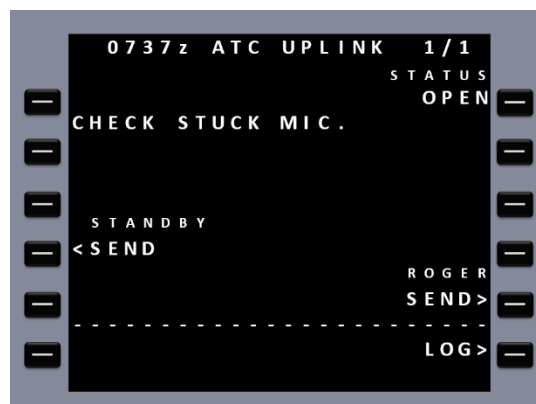 0737z ATC UPLINK 1/1
STATUS
OPEN
CHECK STUCK MIC.
STANDBY
<SEND
ROGER
SEND>
- - - - - - - - - - - - - - - - - - - - - - - -
LOG>